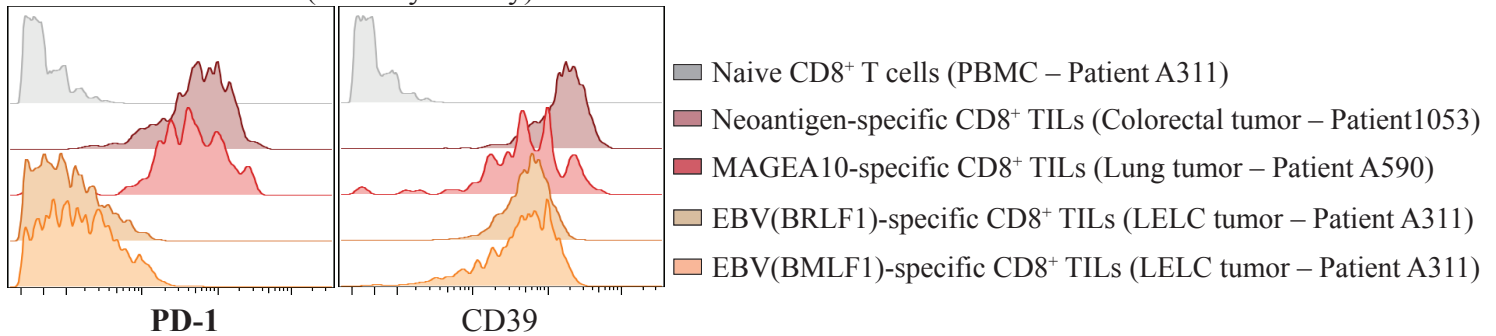 Naive CD8⁺ T cells (PBMC – Patient A311)
Neoantigen-specific CD8⁺ TILs (Colorectal tumor – Patient1053)
MAGEA10-specific CD8⁺ TILs (Lung tumor – Patient A590)
EBV(BRLF1)-specific CD8⁺ TILs (LELC tumor – Patient A311)
EBV(BMLF1)-specific CD8⁺ TILs (LELC tumor – Patient A311)
PD-1
CD39